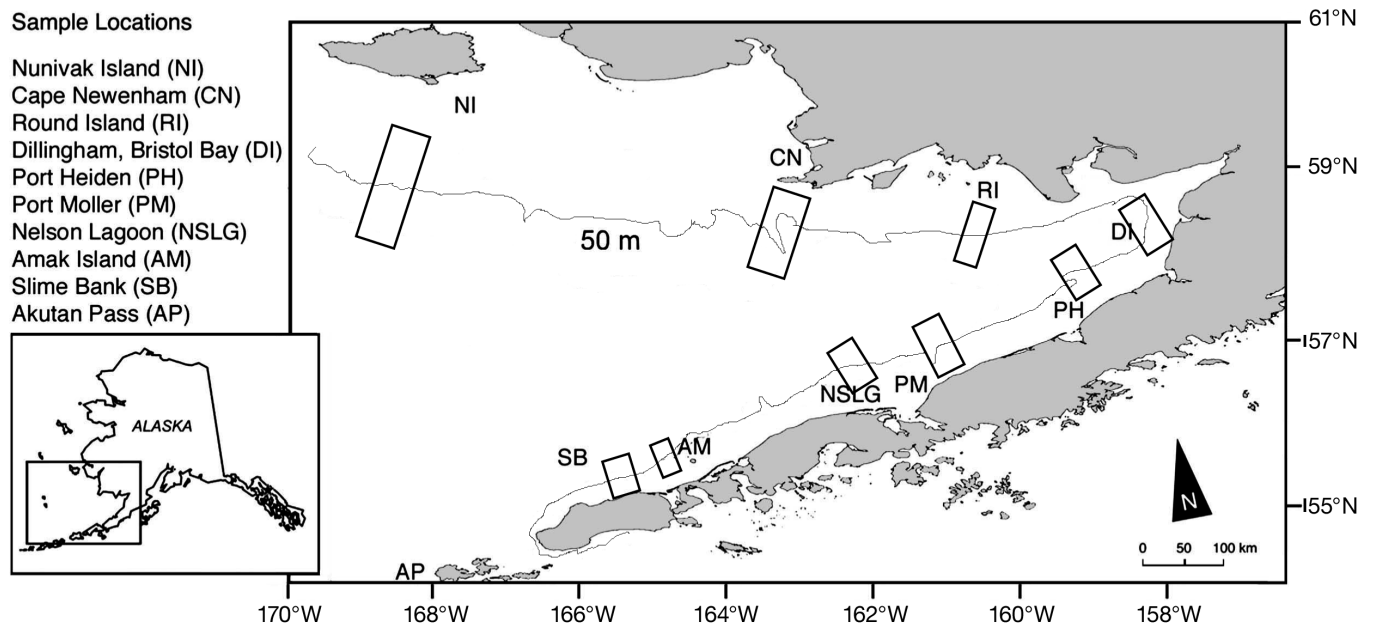 Sample Locations
Nunivak Island (NI)
Cape Newenham (CN)
Round Island (RI)
Dillingham, Bristol Bay (DI)
Port Heiden (PH)
Port Moller (PM)
Nelson Lagoon (NSLG)
Amak Island (AM)
Slime Bank (SB)
Akutan Pass (AP)
ALASKA
61°N
NI
CN
59°N
RI
DI
50 m
PH
57°N
PM
NSLG
AM
SB
N
55°N
0 50 100 km
AP
170°W 168°W 166°W 164°W 162°W 160°W 158°W